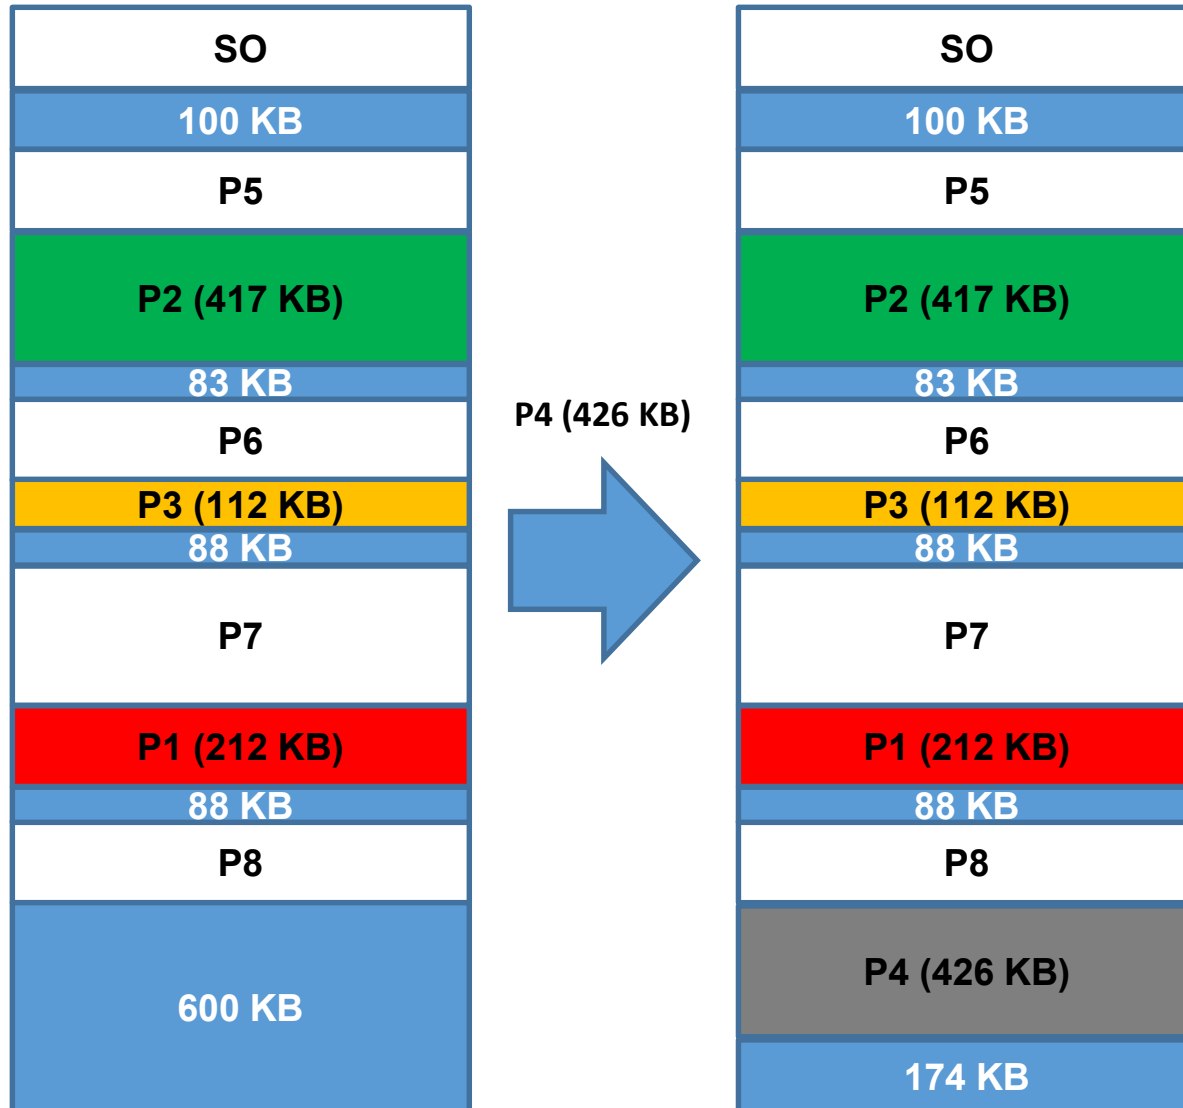 SO
100 KB
P5
P2 (417 KB)
83 KB
P6
P3 (112 KB)
88 KB
P7
P1 (212 KB)
88 KB
P8
600 KB
P4 (426 KB)
SO
100 KB
P5
P2 (417 KB)
83 KB
P6
P3 (112 KB)
88 KB
P7
P1 (212 KB)
88 KB
P8
P4 (426 KB)
174 KB